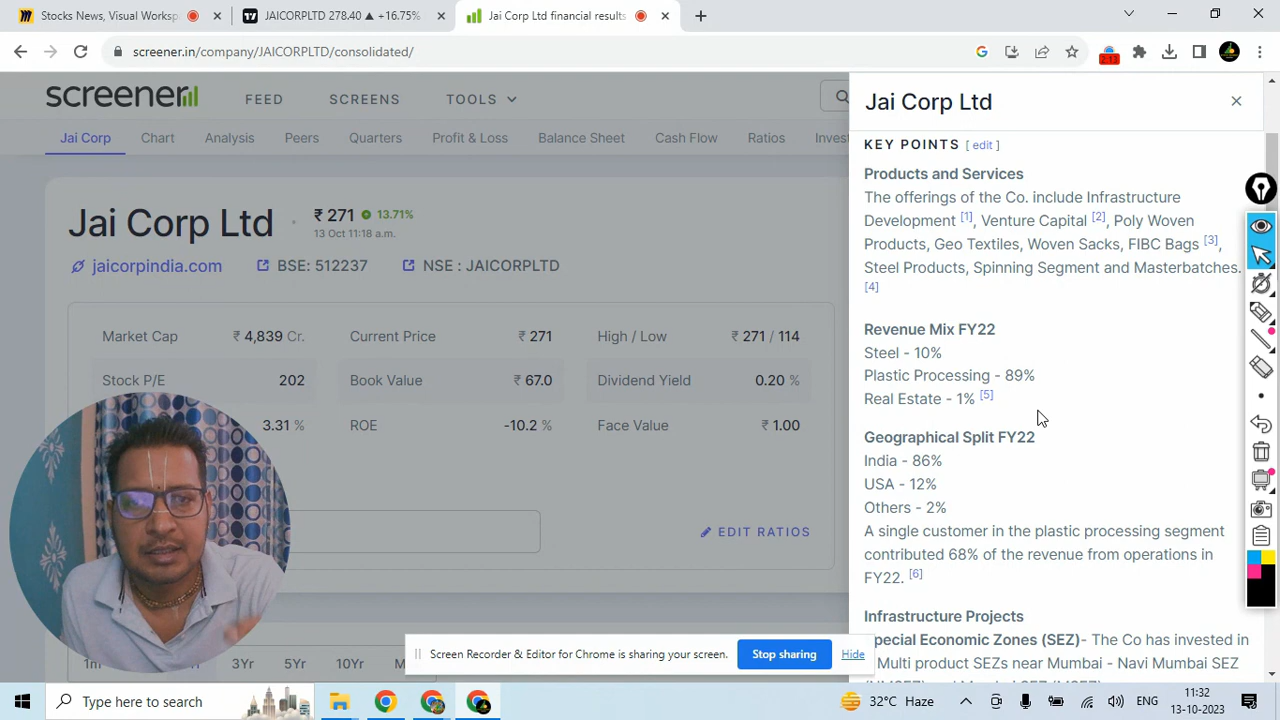 Stocks News, Visual Worksp
JAICORPLTD 278.40 ▲ +16.75%
Jai Corp Ltd financial results
screener.in/company/JAICORPLTD/consolidated/
2:13
screener
FEED
SCREENS
TOOLS
Jai Corp
Chart
Analysis
Peers
Quarters
Profit & Loss
Balance Sheet
Cash Flow
Ratios
Invest
Jai Corp Ltd
₹ 271
13.71%
13 Oct 11:18 a.m.
jaicorpindia.com
BSE: 512237
NSE : JAICORPLTD
Market Cap
₹ 4,839 Cr.
Current Price
₹ 271
High / Low
₹ 271 / 114
Stock P/E
202
Book Value
₹ 67.0
Dividend Yield
0.20 %
3.31 %
ROE
-10.2 %
Face Value
₹ 1.00
EDIT RATIOS
3Yr
5Yr
10Yr
Jai Corp Ltd
KEY POINTS [ edit ]
Products and Services
The offerings of the Co. include Infrastructure
Development [1], Venture Capital [2], Poly Woven
Products, Geo Textiles, Woven Sacks, FIBC Bags [3],
Steel Products, Spinning Segment and Masterbatches.
[4]
Revenue Mix FY22
Steel - 10%
Plastic Processing - 89%
Real Estate - 1% [5]
Geographical Split FY22
India - 86%
USA - 12%
Others - 2%
A single customer in the plastic processing segment
contributed 68% of the revenue from operations in
FY22. [6]
Infrastructure Projects
Special Economic Zones (SEZ)- The Co has invested in
Multi product SEZs near Mumbai - Navi Mumbai SEZ
Screen Recorder & Editor for Chrome is sharing your screen.
Stop sharing
Hide
Type here to search
32°C Haze
ENG
11:32
13-10-2023